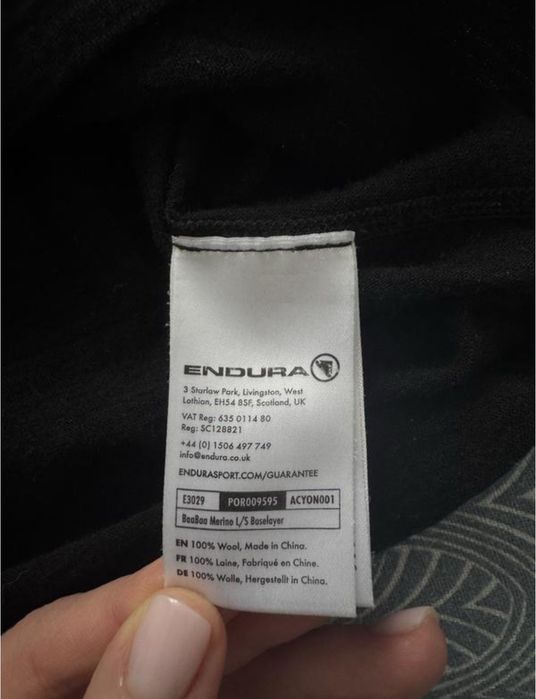 ENDURA
3 Starlaw Park, Livingston, West
Lothian, EH54 8SF, Scotland, UK
VAT Reg: 635 0114 80
Reg: SC128821
+44 (0) 1506 497 749
info@endura.co.uk
ENDURASPORT.COM/GUARANTEE
E3029 POR009595 ACYON001
BaaBaa Merino L/S Baselayer
EN 100% Wool, Made in China.
FR 100% Laine, Fabriqué en Chine.
DE 100% Wolle, Hergestellt in China.